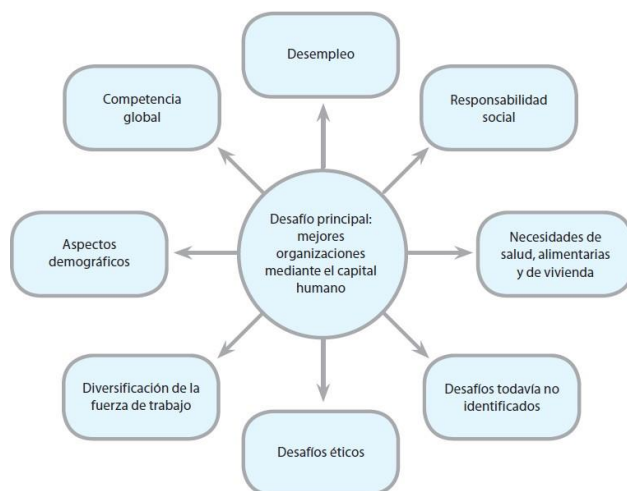 Desempleo
Competencia
global
Responsabilidad
social
Desafío principal:
mejores
organizaciones
mediante el capital
humano
Aspectos
demográficos
Necesidades de
salud, alimentarias
y de vivienda
Diversificación de la
fuerza de trabajo
Desafíos todavía no
identificados
Desafíos éticos